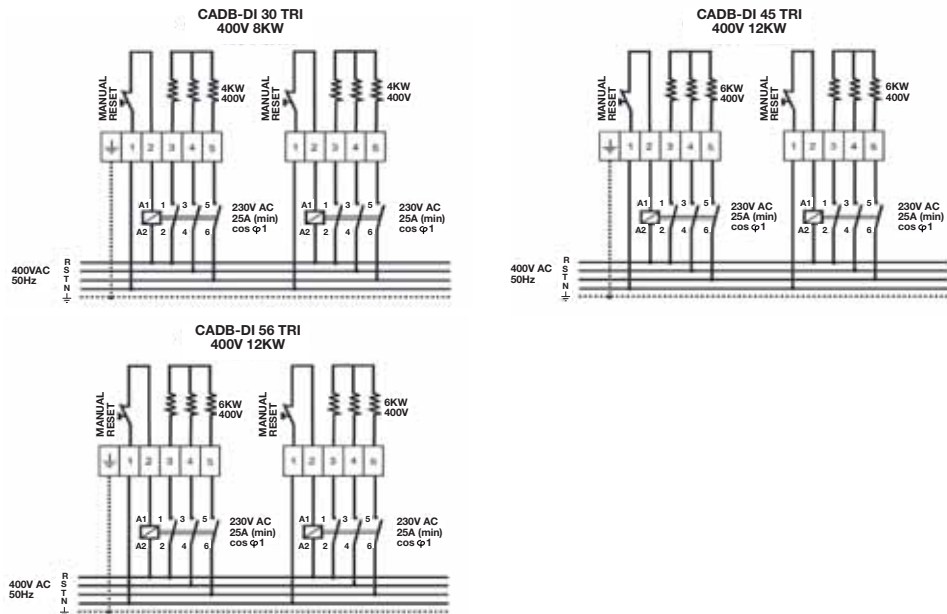 CADB-DI 30 TRI
400V 8KW
MANUAL
RESET
4KW
400V
MANUAL
RESET
4KW
400V
1 2 3 4 5
1 2 3 4 6
A1 1 3 5
A2 2 4 6
230V AC
25A (min)
cos φ1
A1 1 3 5
A2 2 4 6
230V AC
25A (min)
cos φ1
400VAC
50Hz
R
S
T
N
CADB-DI 45 TRI
400V 12KW
MANUAL
RESET
6KW
400V
MANUAL
RESET
6KW
400V
1 2 3 4 5
1 2 3 4 6
A1 1 3 5
A2 2 4 6
230V AC
25A (min)
cos φ1
A1 1 3 5
A2 2 4 6
230V AC
25A (min)
cos φ1
400V AC
50Hz
R
S
T
N
CADB-DI 56 TRI
400V 12KW
MANUAL
RESET
6KW
400V
MANUAL
RESET
6KW
400V
1 2 3 4 5
1 2 3 4 6
A1 1 3 5
A2 2 4 6
230V AC
25A (min)
cos φ1
A1 1 3 5
A2 2 4 6
230V AC
25A (min)
cos φ1
400V AC
50Hz
R
S
T
N